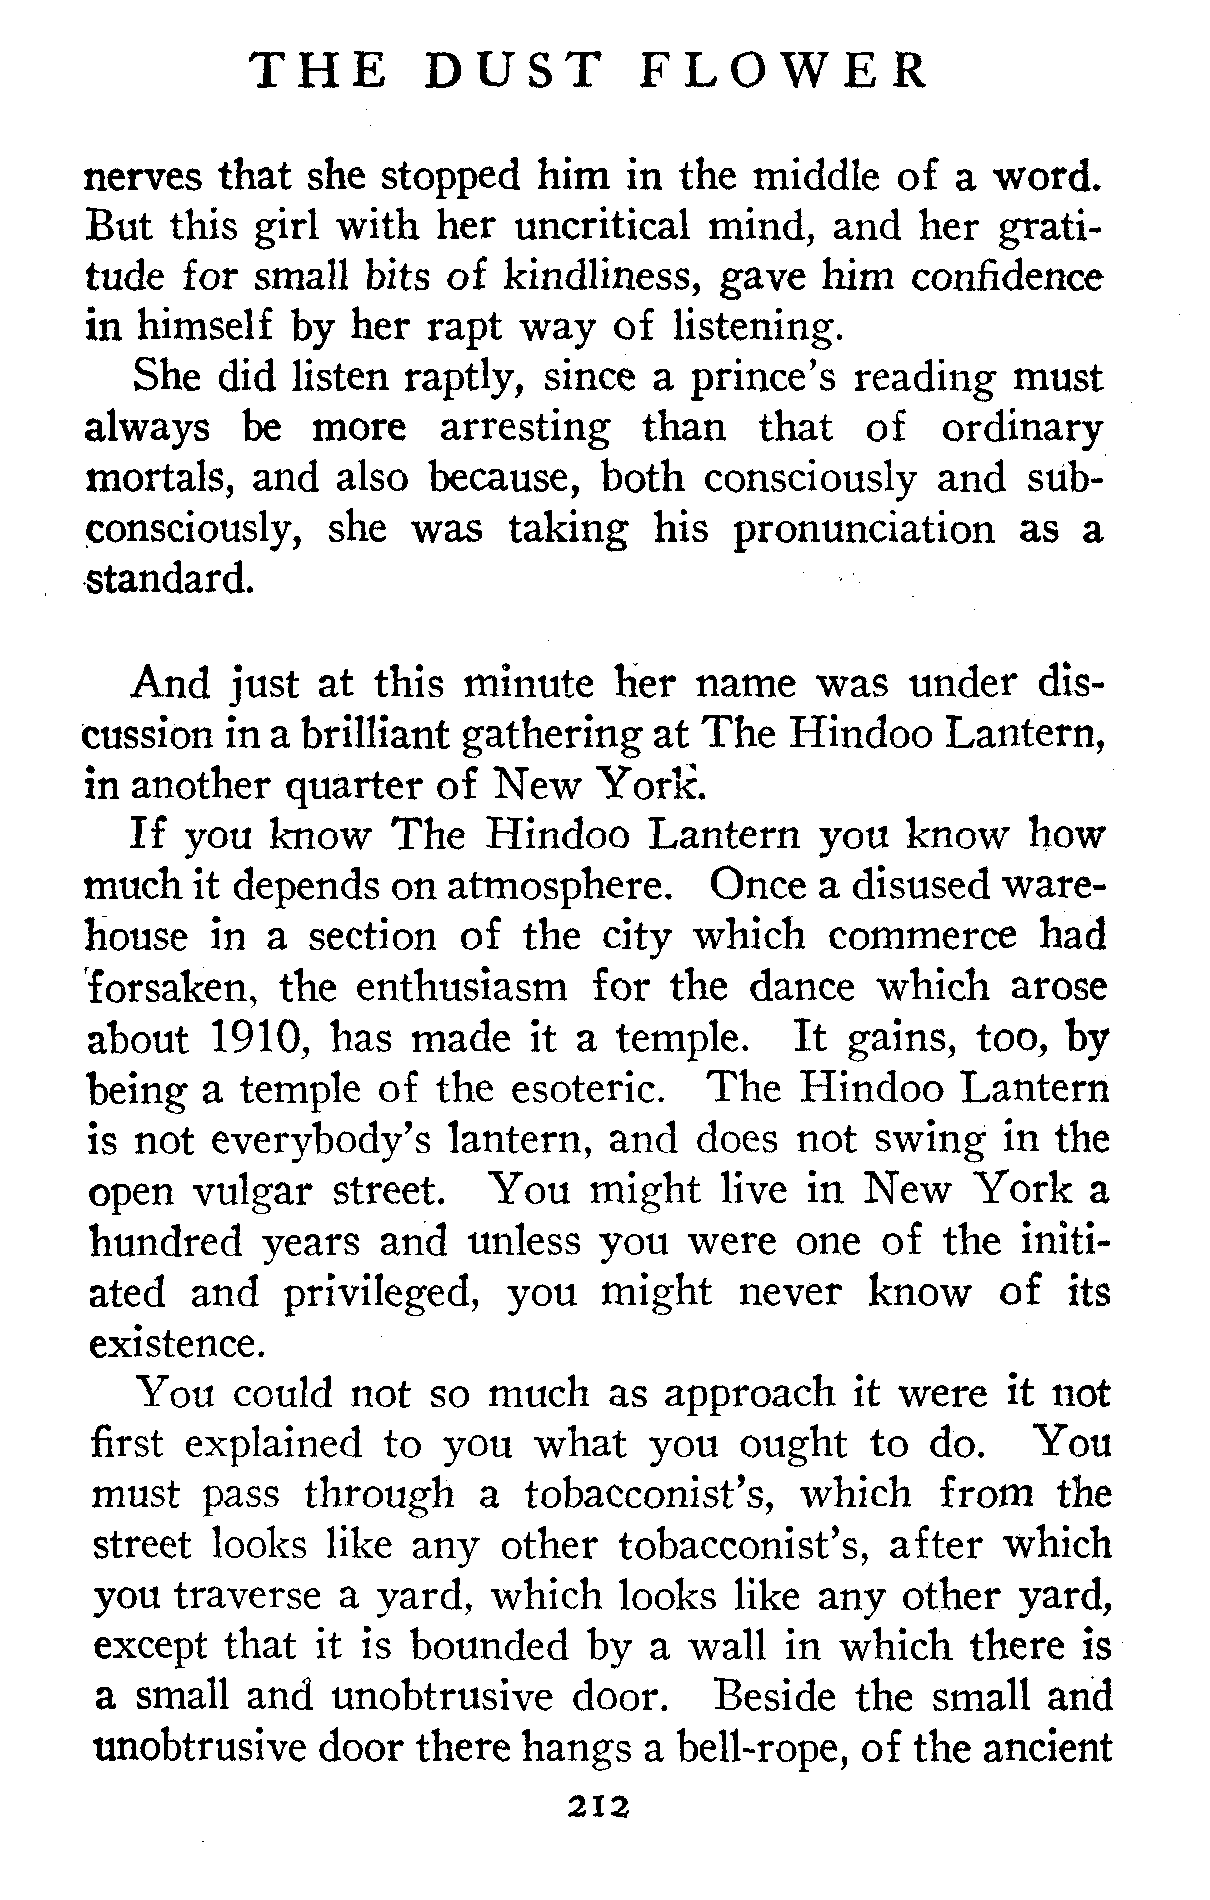 THE DUST FLOWER
nerves that she stopped him in the middle of a word.
But this girl with her uncritical mind, and her grati-
tude for small bits of kindliness, gave him confidence
in himself by her rapt way of listening.
She did listen raptly, since a prince's reading must
always be more arresting than that of ordinary
mortals, and also because, both consciously and sub-
consciously, she was taking his pronunciation as a
standard.
And just at this minute her name was under dis-
cussion in a brilliant gathering at The Hindoo Lantern,
in another quarter of New York.
If you know The Hindoo Lantern you know how
much it depends on atmosphere. Once a disused ware-
house in a section of the city which commerce had
forsaken, the enthusiasm for the dance which arose
about 1910, has made it a temple. It gains, too, by
being a temple of the esoteric. The Hindoo Lantern
is not everybody's lantern, and does not swing in the
open vulgar street. You might live in New York a
hundred years and unless you were one of the initi-
ated and privileged, you might never know of its
existence.
You could not so much as approach it were it not
first explained to you what you ought to do. You
must pass through a tobacconist's, which from the
street looks like any other tobacconist's, after which
you traverse a yard, which looks like any other yard,
except that it is bounded by a wall in which there is
a small and unobtrusive door. Beside the small and
unobtrusive door there hangs a bell-rope, of the ancient
212